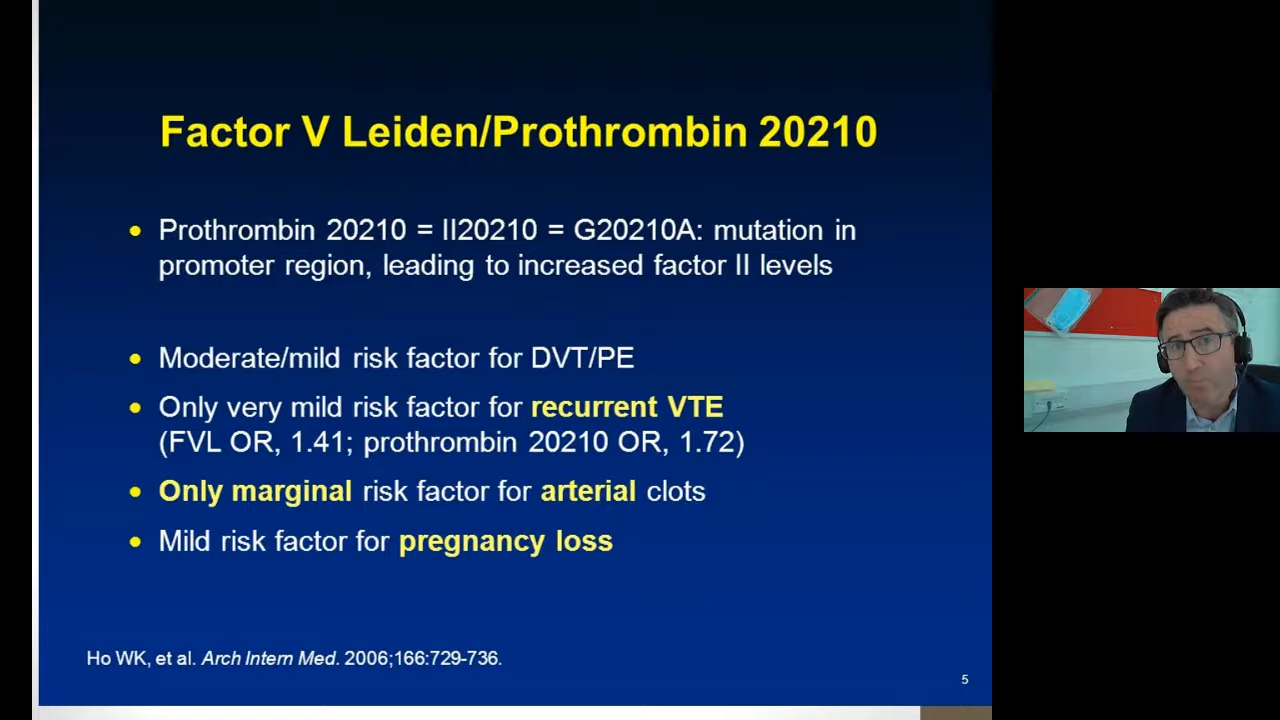 Factor V Leiden/Prothrombin 20210
• Prothrombin 20210 = II20210 = G20210A: mutation in
promoter region, leading to increased factor II levels
• Moderate/mild risk factor for DVT/PE
• Only very mild risk factor for recurrent VTE
(FVL OR, 1.41; prothrombin 20210 OR, 1.72)
• Only marginal risk factor for arterial clots
• Mild risk factor for pregnancy loss
Ho WK, et al. Arch Intern Med. 2006;166:729-736.
5